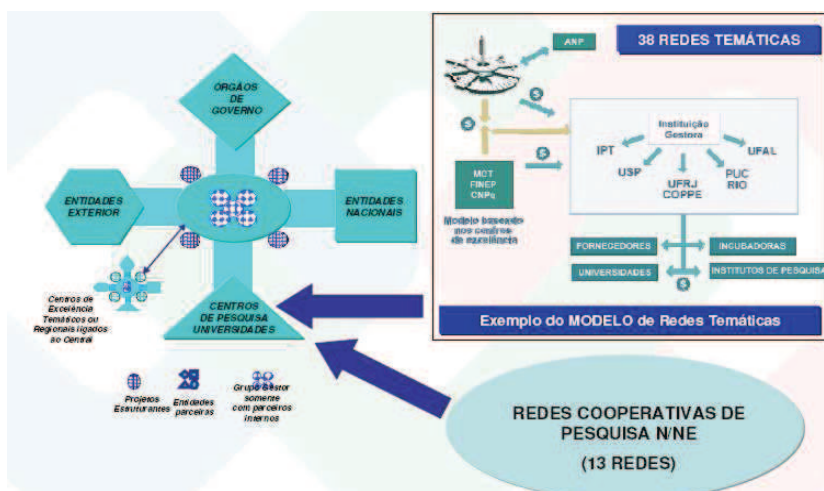 ORGÃOS
DE
GOVERNO
ENTIDADES
EXTERIOR
ENTIDADES
NACIONAIS
CENTROS
DE PESQUISA
UNIVERSIDADES
Centros de
Excelência
Temáticos ou
Regionais ligados
ao Central
Projetos
Estruturantes
Entidades
parceiras
Grupo Gestor
somente
com parceiros
internos
38 REDES TEMÁTICAS
ANP
$
$
$
MCT
FINEP
CNPq
Modelo baseado
nos centros
de excelência
Instituição
Gestora
IPT
USP
UFRJ
COPPE
PUC
RIO
UFAL
FORNECEDORES
INCUBADORAS
UNIVERSIDADES
INSTITUTOS DE PESQUISA
$
Exemplo do MODELO de Redes Temáticas
REDES COOPERATIVAS DE
PESQUISA N/NE
(13 REDES)